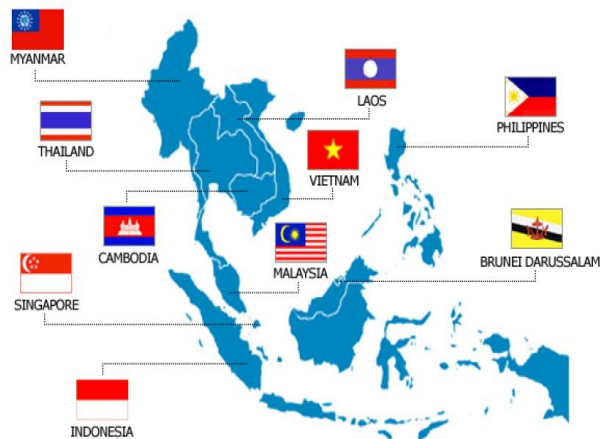 MYANMAR
LAOS
PHILIPPINES
THAILAND
VIETNAM
CAMBODIA
MALAYSIA
BRUNEI DARUSSALAM
SINGAPORE
INDONESIA